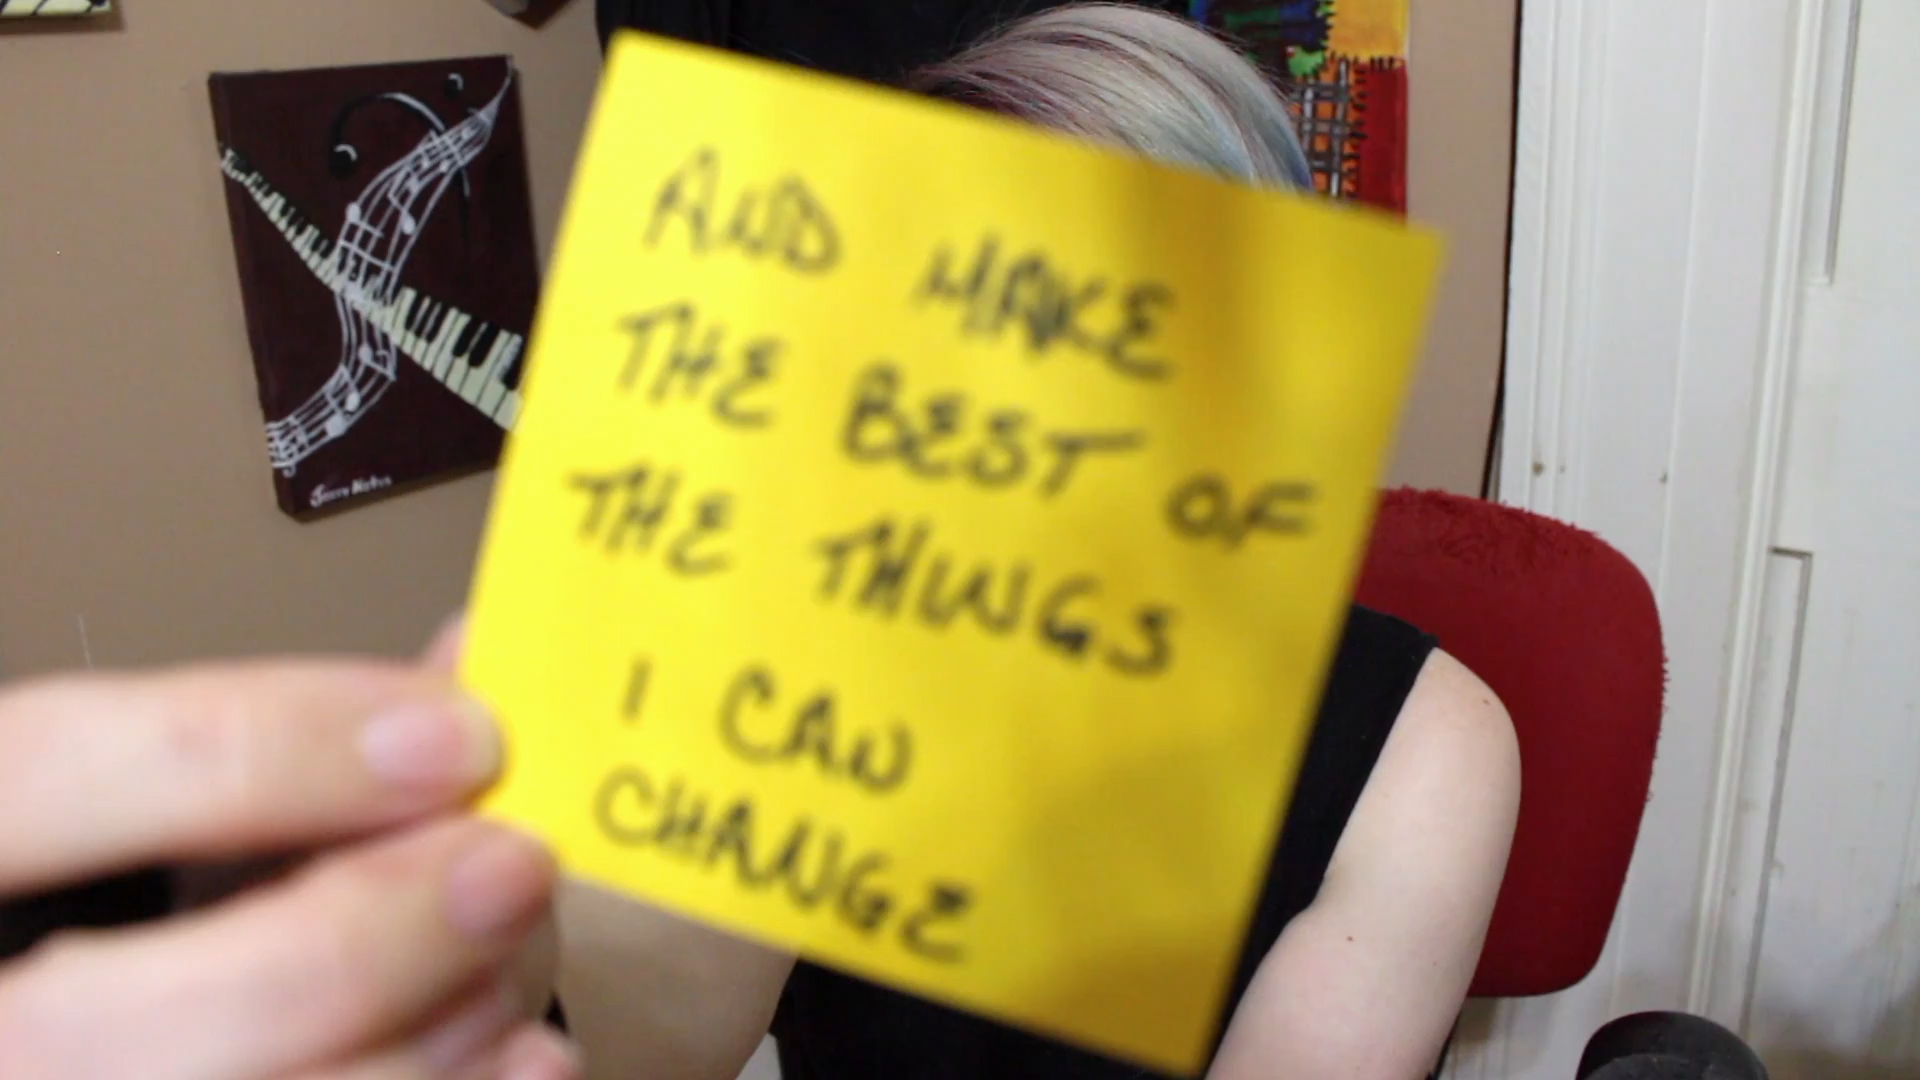 AND MAKE
THE BEST OF
THE THINGS
I CAN
CHANGE